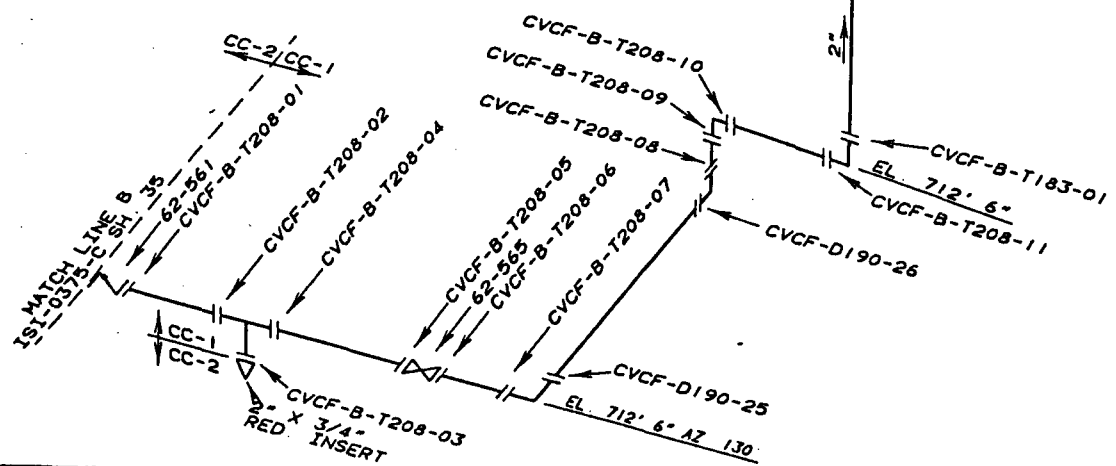 CC-2 CC-1
MATCH LINE B
ISI-0375-C SH. 35
62-561
CVCF-B-T208-01
CVCF-B-T208-02
CVCF-B-T208-04
CC-1
CC-2
CVCF-B-T208-03
2" X 3/4"
RED. INSERT
CVCF-B-T208-05
62-565
CVCF-B-T208-06
CVCF-B-T208-07
CVCF-B-T208-10
CVCF-B-T208-09
CVCF-B-T208-08
2"
CVCF-B-T183-01
EL. 712' 6"
CVCF-B-T208-11
CVCF-D190-26
CVCF-D190-25
EL. 712' 6" AZ 130